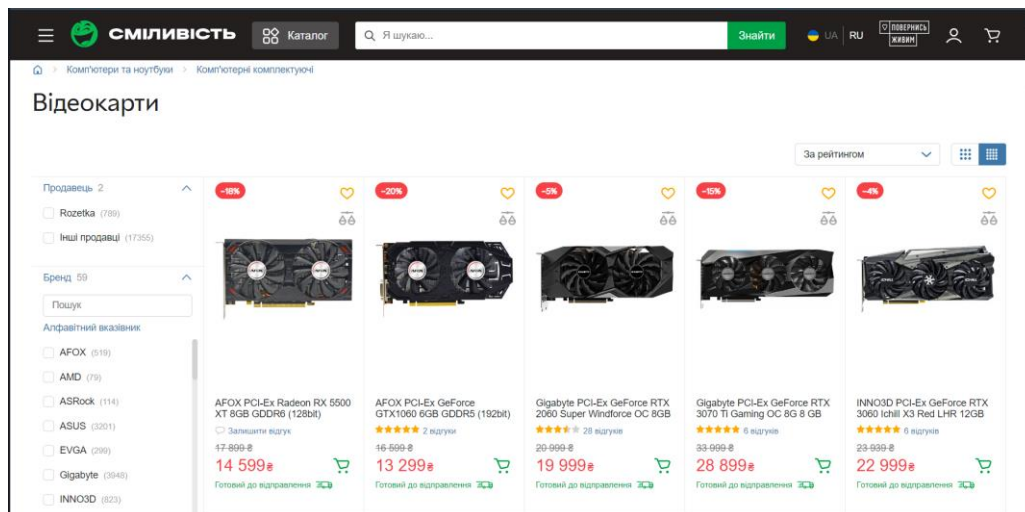 СМІЛИВІСТЬ
Каталог
Я шукаю...
Знайти
UA
RU
ПОВЕРНИСЬ
ЖИВИМ
Комп'ютери та ноутбуки
Комп'ютерні комплектуючі
Відеокарти
За рейтингом
Продавець 2
Rozetka (789)
Інші продавці (17355)
Бренд 59
Пошук
Алфавітний вказівник
AFOX (519)
AMD (79)
ASRock (114)
ASUS (3201)
EVGA (299)
Gigabyte (3948)
INNO3D (823)
-18%
AFOX PCI-Ex Radeon RX 5500
XT 8GB GDDR6 (128bit)
Залишити відгук
17 899 ₴
14 599₴
Готовий до відправлення
-20%
AFOX PCI-Ex GeForce
GTX1060 6GB GDDR5 (192bit)
2 відгуки
16 599 ₴
13 299₴
Готовий до відправлення
-5%
Gigabyte PCI-Ex GeForce RTX
2060 Super Windforce OC 8GB
28 відгуків
20 999 ₴
19 999₴
Готовий до відправлення
-15%
Gigabyte PCI-Ex GeForce RTX
3070 Ti Gaming OC 8G 8 GB
6 відгуків
33 999 ₴
28 899₴
Готовий до відправлення
-4%
INNO3D PCI-Ex GeForce RTX
3060 Ichill X3 Red LHR 12GB
6 відгуків
23 939 ₴
22 999₴
Готовий до відправлення